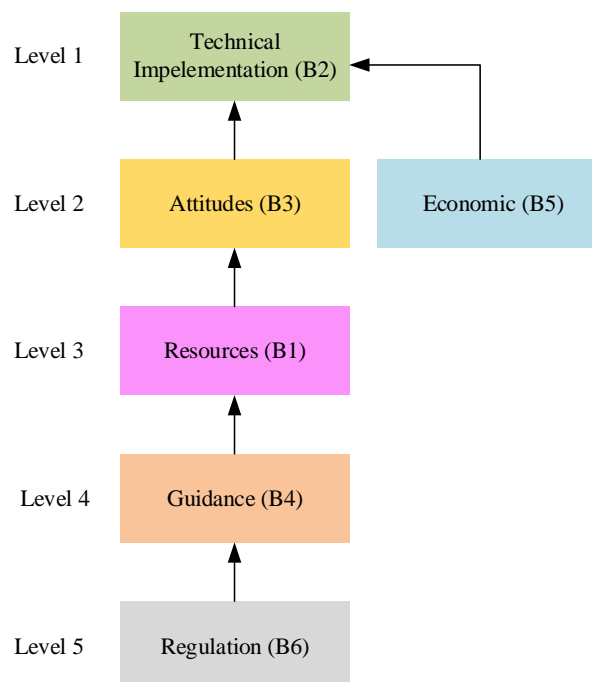 Level 1
Technical
Impelementation (B2)
Level 2
Attitudes (B3)
Economic (B5)
Level 3
Resources (B1)
Level 4
Guidance (B4)
Level 5
Regulation (B6)